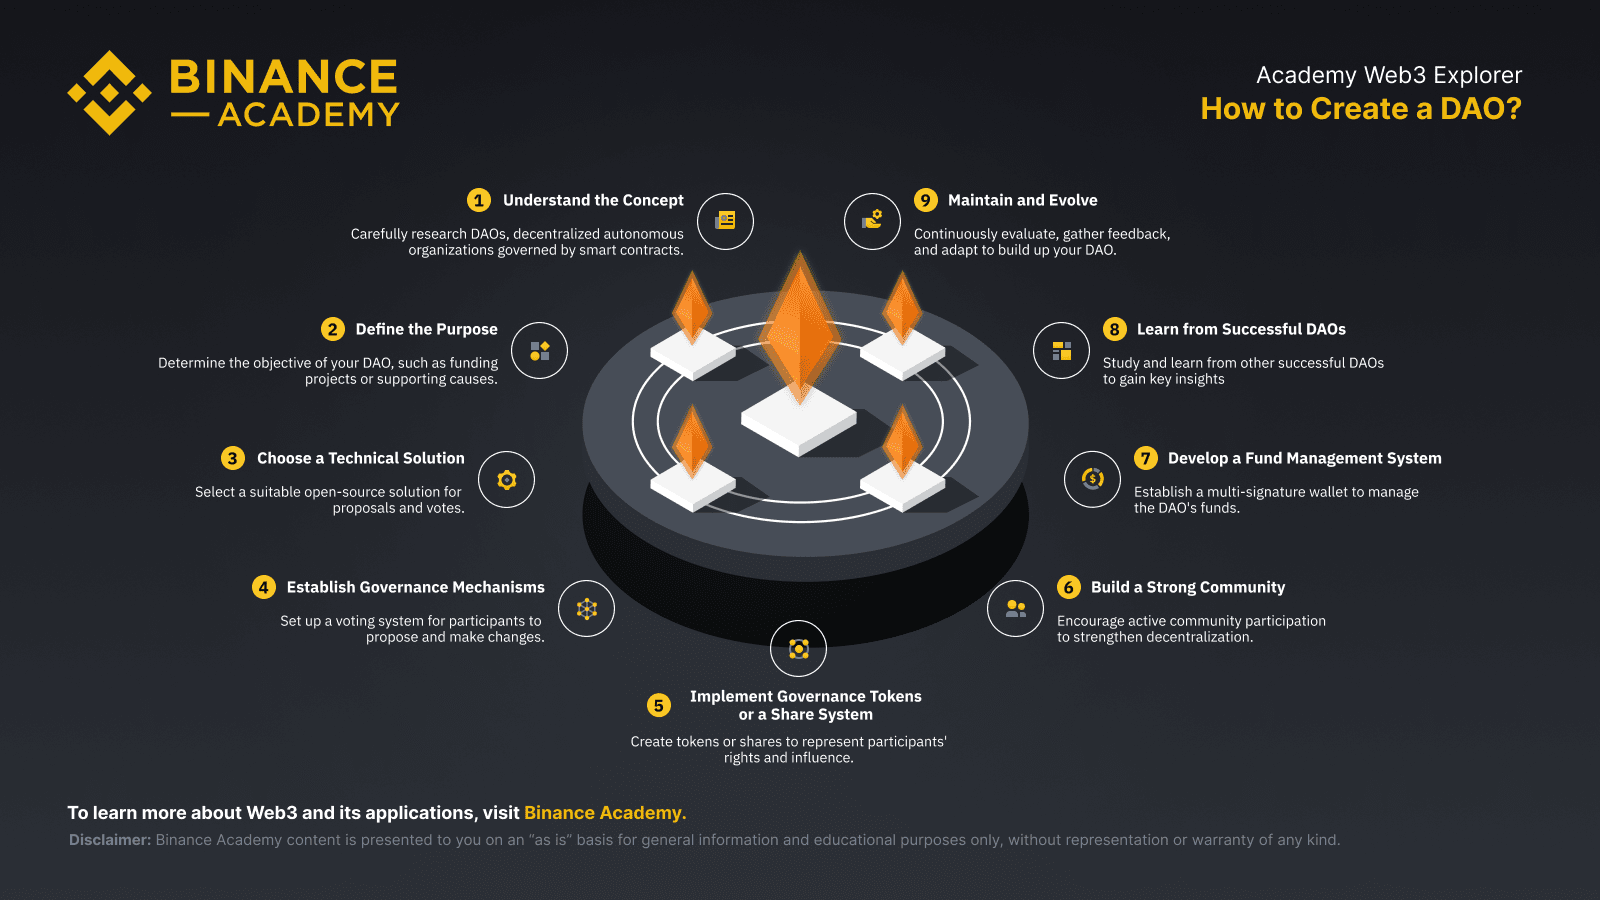 BINANCE
ACADEMY
Academy Web3 Explorer
How to Create a DAO?
1 Understand the Concept
Carefully research DAOs, decentralized autonomous
organizations governed by smart contracts.
2 Define the Purpose
Determine the objective of your DAO, such as funding
projects or supporting causes.
3 Choose a Technical Solution
Select a suitable open-source solution for
proposals and votes.
4 Establish Governance Mechanisms
Set up a voting system for participants to
propose and make changes.
5 Implement Governance Tokens
or a Share System
Create tokens or shares to represent participants'
rights and influence.
6 Build a Strong Community
Encourage active community participation
to strengthen decentralization.
7 Develop a Fund Management System
Establish a multi-signature wallet to manage
the DAO's funds.
$
8 Learn from Successful DAOs
Study and learn from other successful DAOs
to gain key insights
9 Maintain and Evolve
Continuously evaluate, gather feedback,
and adapt to build up your DAO.
To learn more about Web3 and its applications, visit Binance Academy.
Disclaimer: Binance Academy content is presented to you on an “as is” basis for general information and educational purposes only, without representation or warranty of any kind.